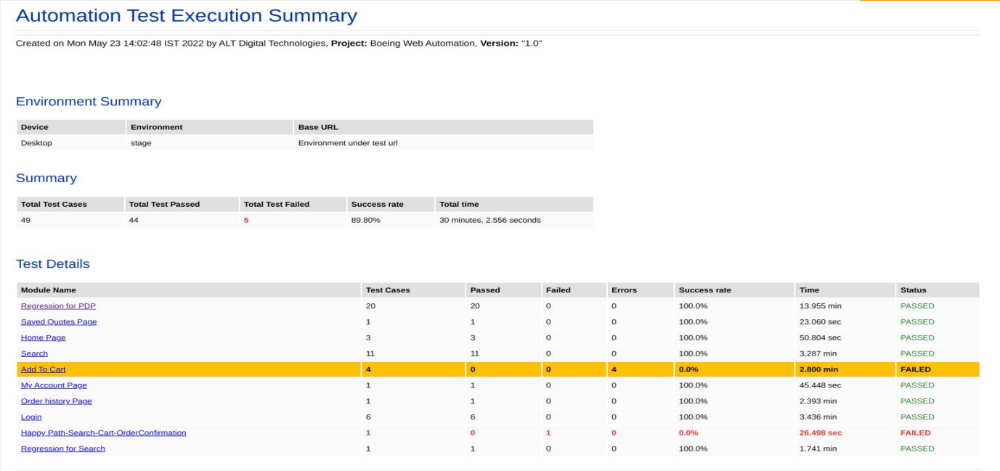 Automation Test Execution Summary
Created on Mon May 23 14:02:48 IST 2022 by ALT Digital Technologies, Project: Boeing Web Automation, Version: "1.0"
Environment Summary
Device Environment Base URL
Desktop stage Environment under test url
Summary
Total Test Cases Total Test Passed Total Test Failed Success rate Total time
49 44 5 89.80% 30 minutes, 2.556 seconds
Test Details
Module Name Test Cases Passed Failed Errors Success rate Time Status
Regression for PDP 20 20 0 0 100.0% 13.955 min PASSED
Saved Quotes Page 1 1 0 0 100.0% 23.060 sec PASSED
Home Page 3 3 0 0 100.0% 50.804 sec PASSED
Search 11 11 0 0 100.0% 3.287 min PASSED
Add To Cart 4 0 0 4 0.0% 2.800 min FAILED
My Account Page 1 1 0 0 100.0% 45.448 sec PASSED
Order history Page 1 1 0 0 100.0% 2.393 min PASSED
Login 6 6 0 0 100.0% 3.436 min PASSED
Happy Path-Search-Cart-OrderConfirmation 1 0 1 0 0.0% 26.498 sec FAILED
Regression for Search 1 1 0 0 100.0% 1.741 min PASSED